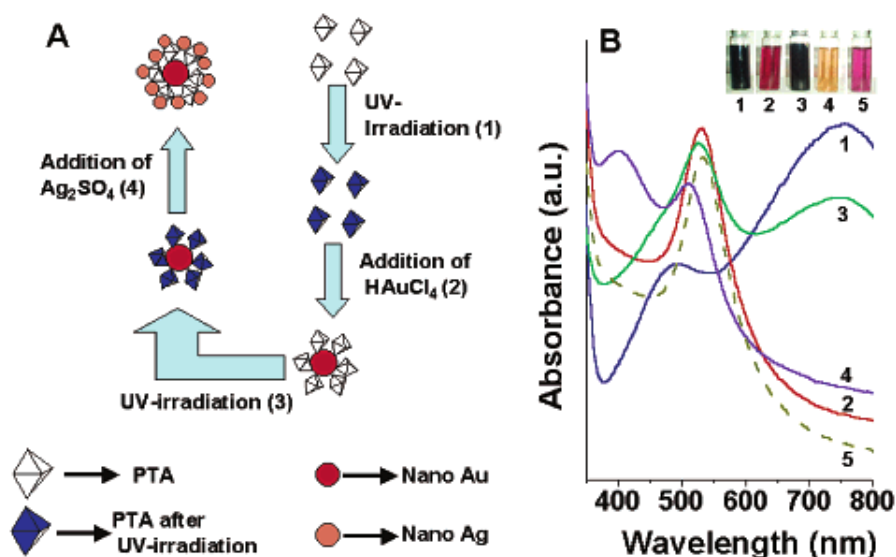 A
UV-
Irradiation (1)
Addition of
Ag₂SO₄ (4)
Addition of
HAuCl₄ (2)
UV-irradiation (3)
PTA
Nano Au
PTA after
UV-irradiation
Nano Ag
B
1 2 3 4 5
1
3
4
2
5
Absorbance (a.u.)
400 500 600 700 800
Wavelength (nm)